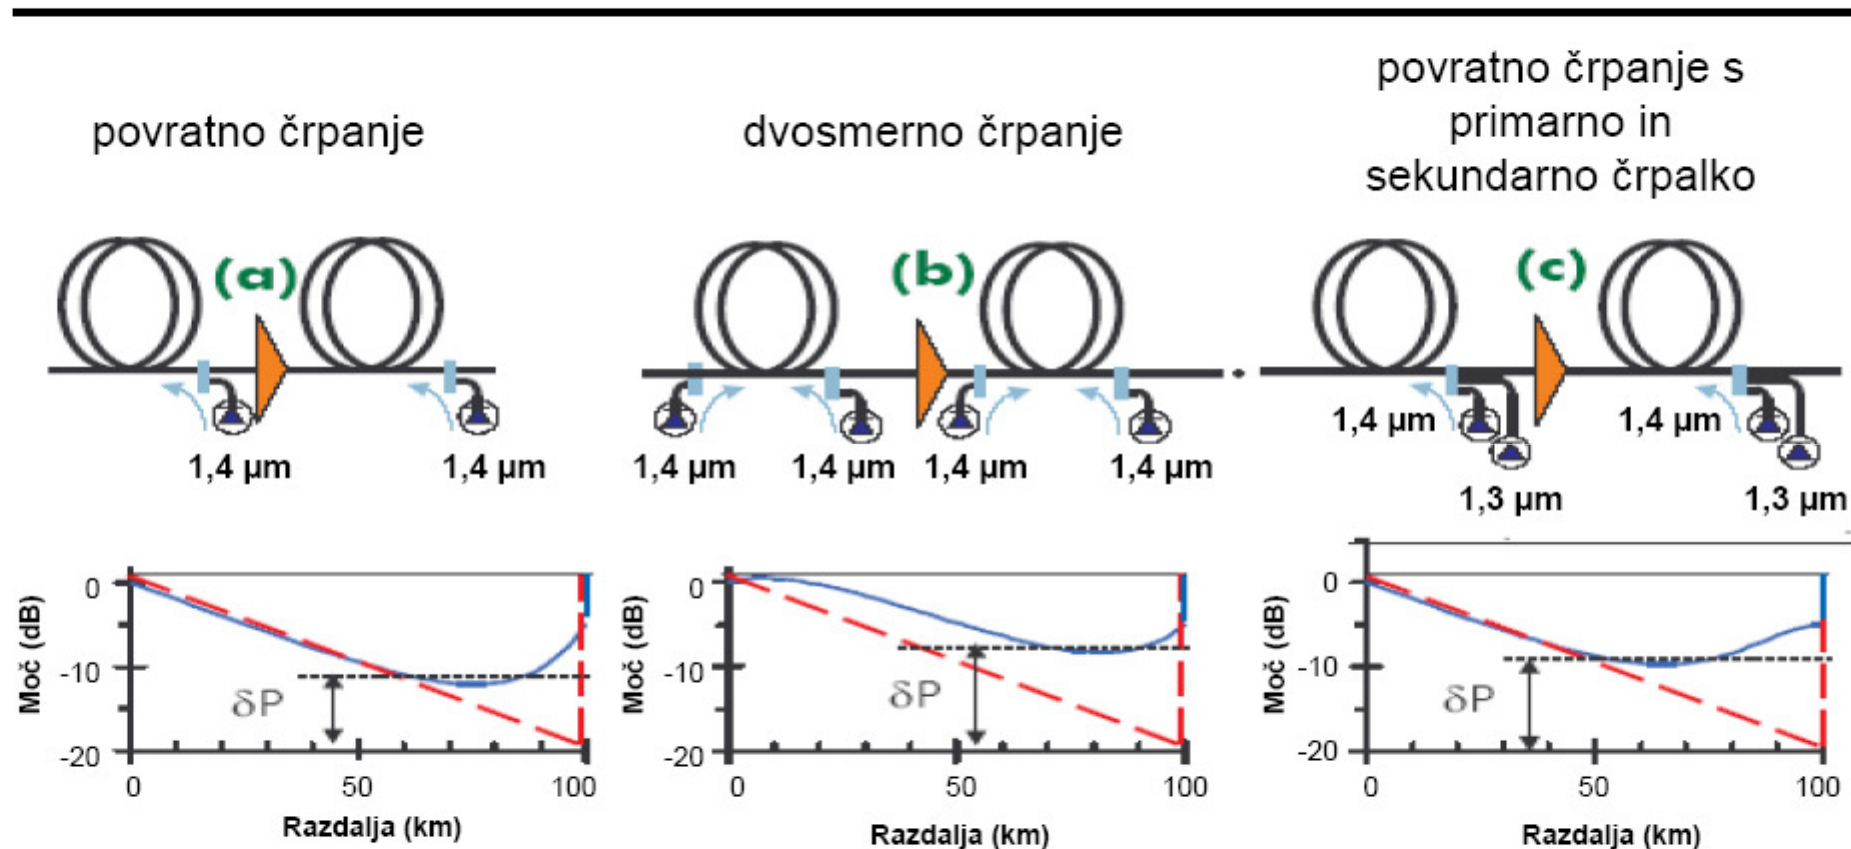 povratno črpanje
dvosmerno črpanje
povratno črpanje s
primarno in
sekundarno črpalko
(a)
(b)
(c)
1,4 µm
1,4 µm
1,4 µm
1,4 µm
1,4 µm
1,4 µm
1,4 µm
1,4 µm
1,3 µm
1,3 µm
Moč (dB)
0
-10
-20
δP
0
50
100
Razdalja (km)
Moč (dB)
0
-10
-20
δP
0
50
100
Razdalja (km)
Moč (dB)
0
-10
-20
δP
0
50
100
Razdalja (km)